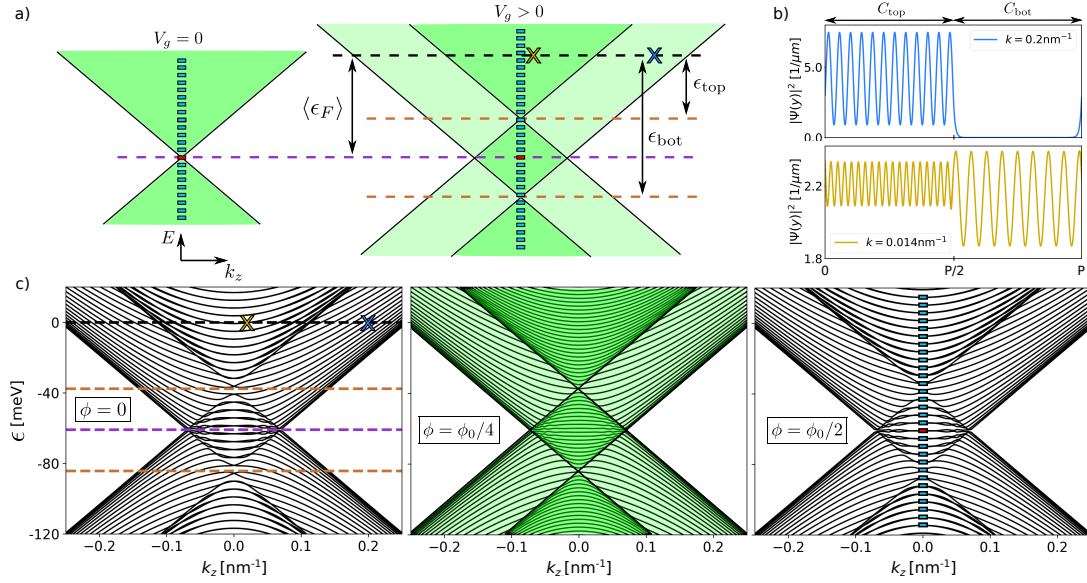 a)
V_g = 0
V_g > 0
⟨ϵ_F⟩
ϵ_top
ϵ_bot
E
k_z
b)
C_top
C_bot
k = 0.2nm⁻¹
|Ψ(y)|² [1/μm]
5.0
0.0
k = 0.014nm⁻¹
|Ψ(y)|² [1/μm]
2.2
1.8
0 P/2 P
c)
ϵ [meV]
0
-40
-80
-120
ϕ = 0
ϕ = ϕ₀/4
ϕ = ϕ₀/2
−0.2 −0.1 0.0 0.1 0.2
k_z [nm⁻¹]
−0.2 −0.1 0.0 0.1 0.2
k_z [nm⁻¹]
−0.2 −0.1 0.0 0.1 0.2
k_z [nm⁻¹]